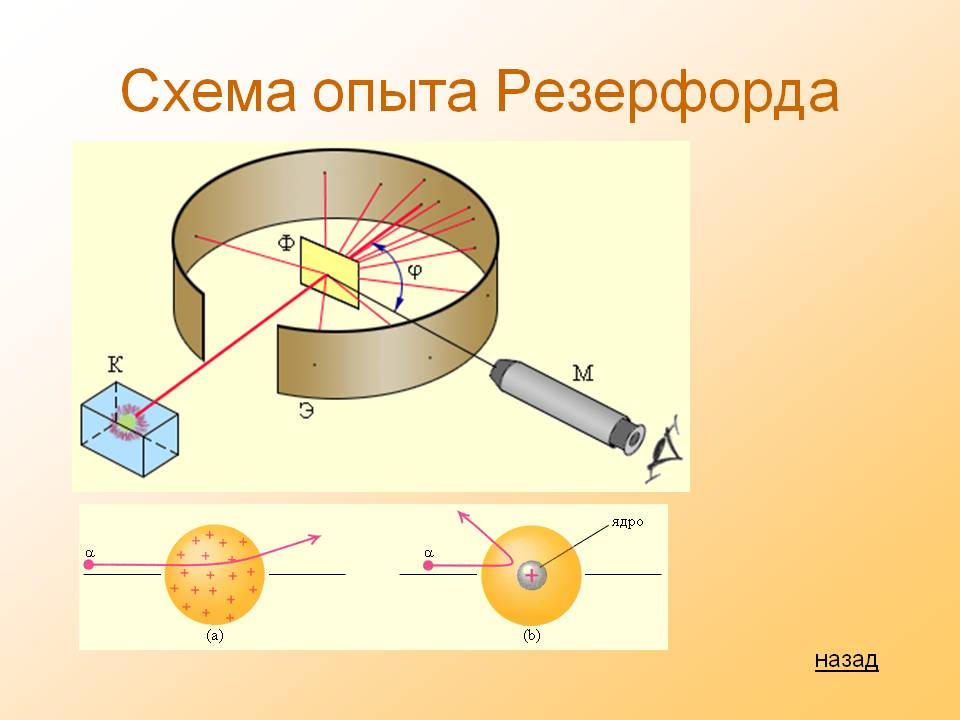 Схема опыта Резерфорда
Ф
φ
К
М
Э
ядро
α
α
+ + + + + + + + + + + + + + + + + +
+
(a)
(b)
назад